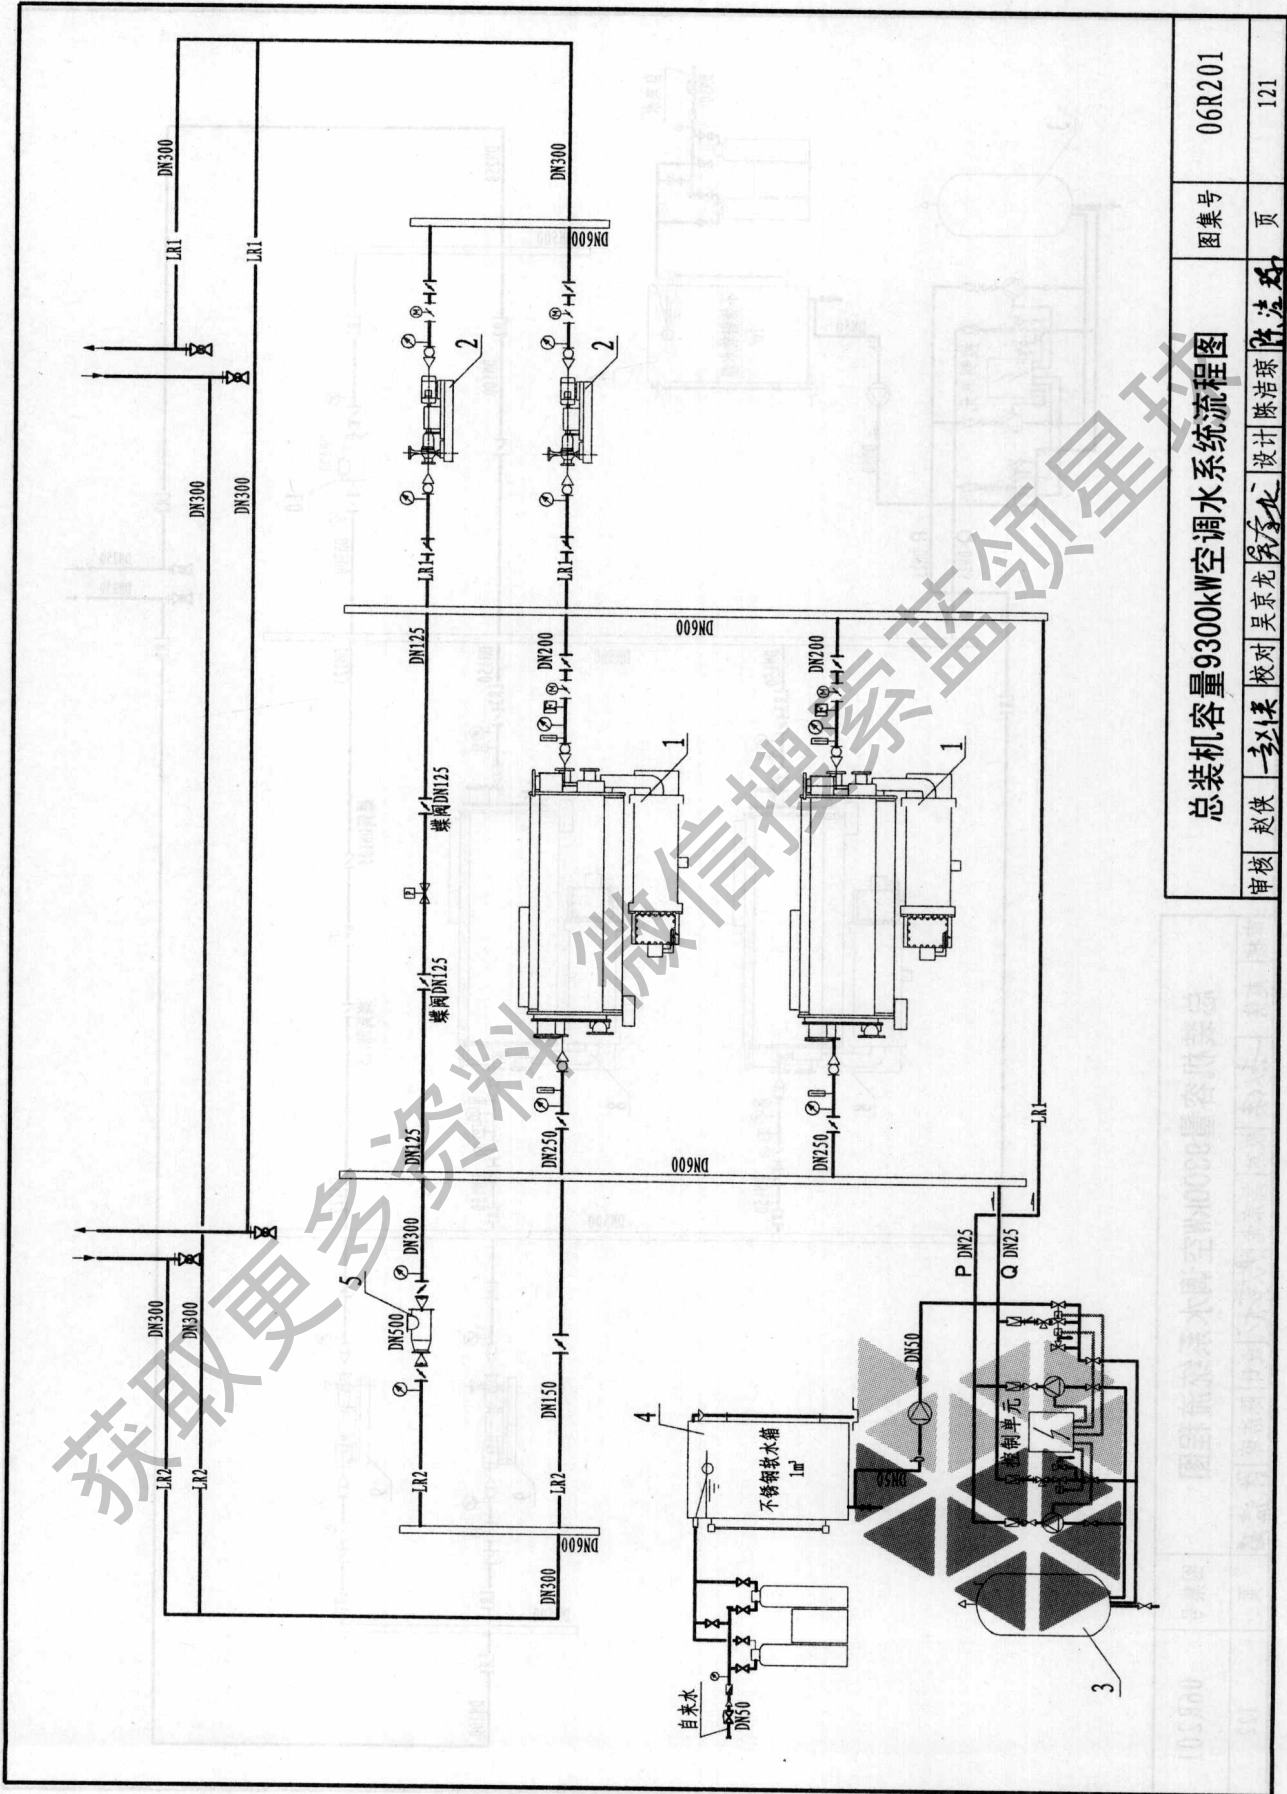 DN300
LR1
LR1
DN300
DN300
DN300
DN300
DN300
LR2
LR2
DN300
DN600
2
LR1
DN125
蝶阀DN125
蝶阀DN125
DN125
DN300
5
DN500
LR2
DN600
2
LR1
DN200
1
DN250
DN150
LR2
DN300
DN600
DN600
DN200
1
DN250
LR1
P DN25
Q DN25
DN50
4
不锈钢软水箱
1m³
DN50
控制单元
自来水
DN50
3
总装机容量9300kW空调水系统流程图
图集号
06R201
审核
赵侠
校对
吴京龙
设计
陈洁琼
页
121
获取更多资料 微信搜索蓝领星球